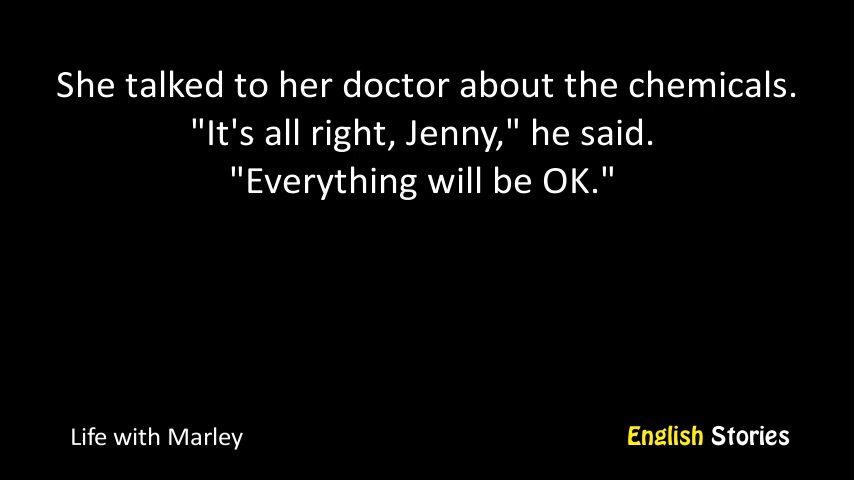 She talked to her doctor about the chemicals.
"It's all right, Jenny," he said.
"Everything will be OK."
Life with Marley
English Stories